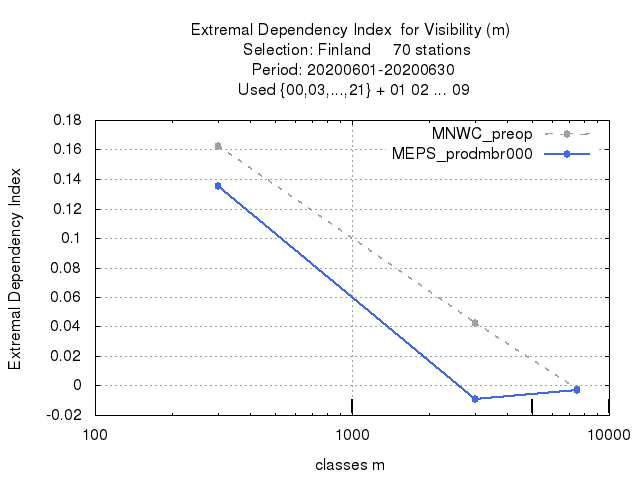 Extremal Dependency Index  for Visibility (m)
Selection: Finland     70 stations
Period: 20200601-20200630
Used {00,03,...,21} + 01 02 ... 09
MNWC_preop
MEPS_prodmbr000
Extremal Dependency Index
0.18
0.16
0.14
0.12
0.1
0.08
0.06
0.04
0.02
0
-0.02
100
1000
10000
classes m